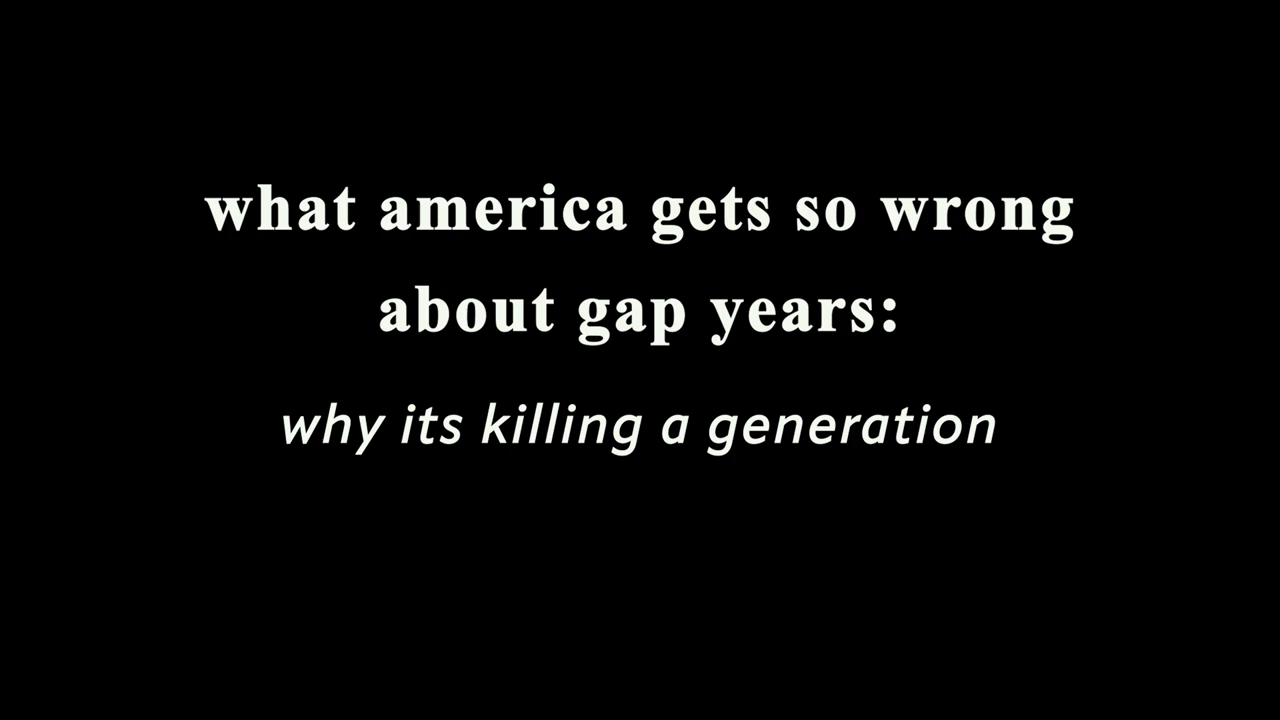 what america gets so wrong
about gap years:
why its killing a generation